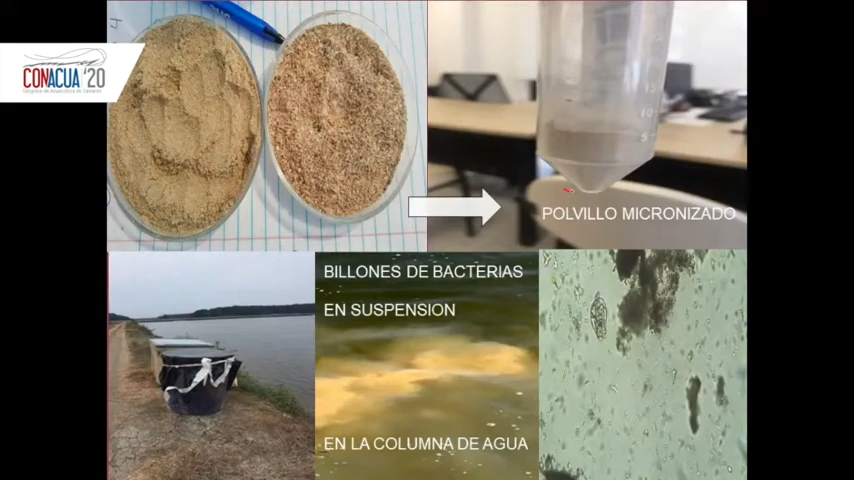 CONACUA '20
Congreso de Acuacultura de Camarón
POLVILLO MICRONIZADO
BILLONES DE BACTERIAS
EN SUSPENSION
EN LA COLUMNA DE AGUA